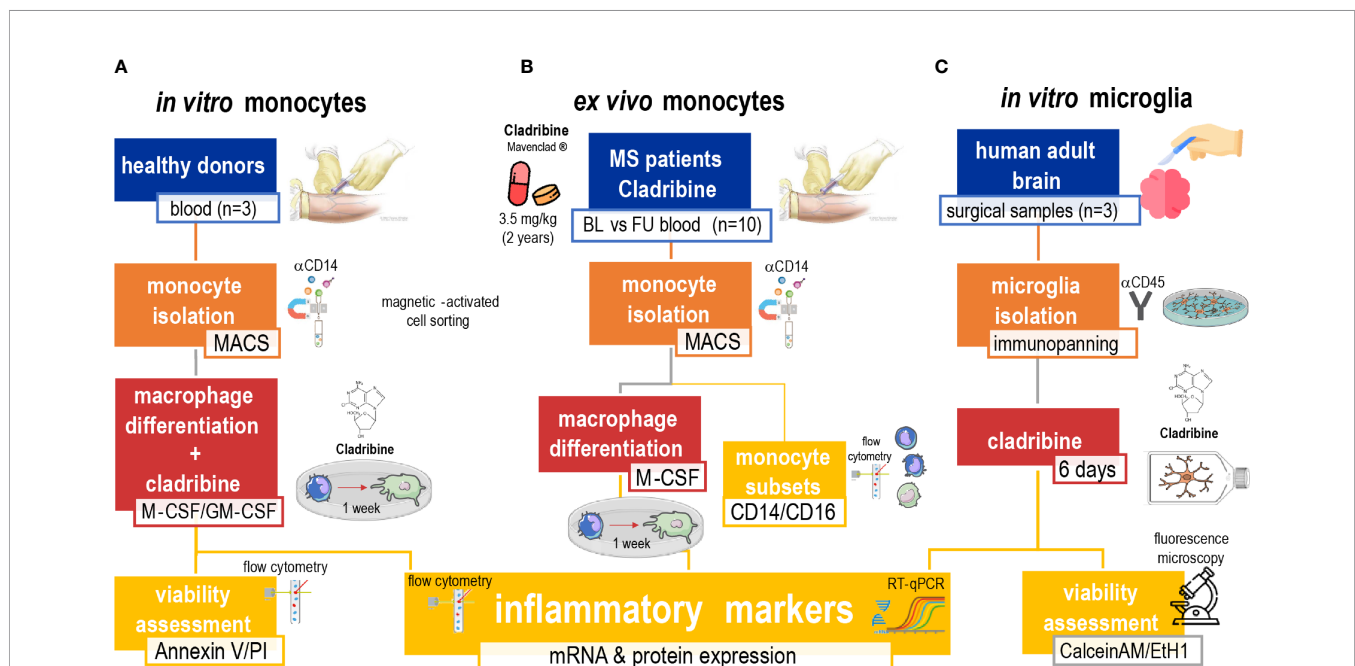 A
in vitro monocytes
healthy donors
blood (n=3)
monocyte
isolation
MACS
αCD14
magnetic -activated
cell sorting
macrophage
differentiation
+
cladribine
M-CSF/GM-CSF
Cladribine
1 week
viability
assessment
Annexin V/PI
flow cytometry
B
ex vivo monocytes
Cladribine
Mavenclad ®
3.5 mg/kg
(2 years)
MS patients
Cladribine
BL vs FU blood (n=10)
monocyte
isolation
MACS
αCD14
macrophage
differentiation
M-CSF
1 week
monocyte
subsets
CD14/CD16
flow
cytometry
flow cytometry
inflammatory markers
RT-qPCR
mRNA & protein expression
C
in vitro microglia
human adult
brain
surgical samples (n=3)
microglia
isolation
immunopanning
αCD45
cladribine
6 days
Cladribine
fluorescence
microscopy
viability
assessment
CalceinAM/EtH1